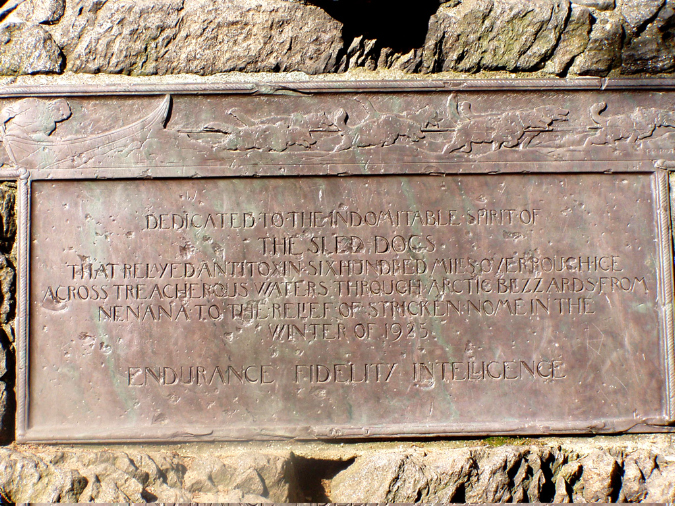 DEDICATED TO THE INDOMITABLE SPIRIT OF
THE SLED DOGS
THAT RELAYED ANTITOXIN SIX HUNDRED MILES OVER ROUGH ICE
ACROSS TREACHEROUS WATERS THROUGH ARCTIC BLIZZARDS FROM
NENANA TO THE RELIEF OF STRICKEN NOME IN THE
WINTER OF 1925
ENDURANCE FIDELITY INTELLIGENCE